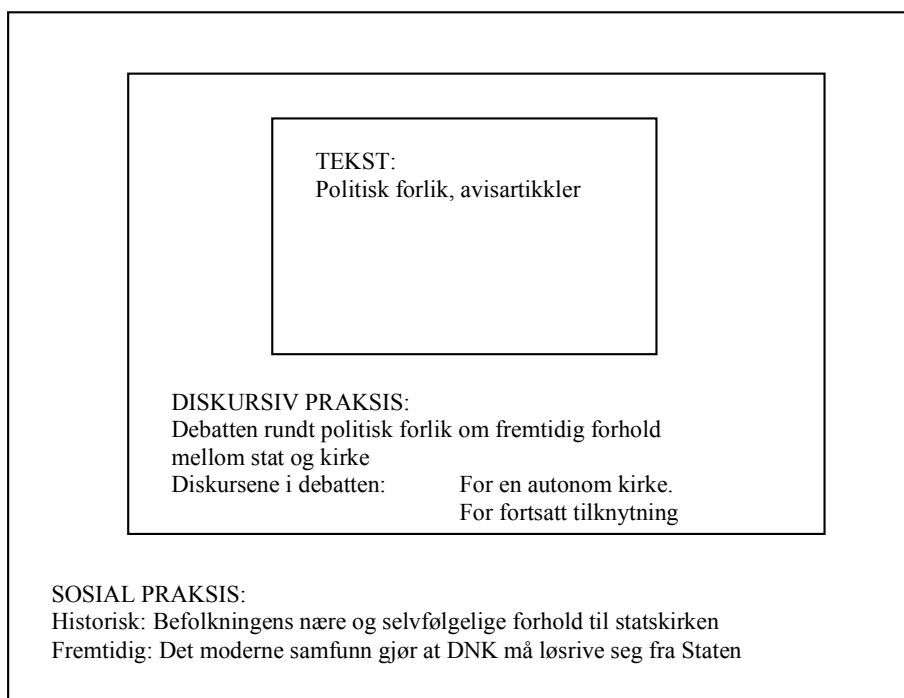 TEKST:
Politisk forlik, avisartikkler
DISKURSIV PRAKSIS:
Debatten rundt politisk forlik om fremtidig forhold
mellom stat og kirke
Diskursene i debatten: For en autonom kirke.
For fortsatt tilknytning
SOSIAL PRAKSIS:
Historisk: Befolkningens nære og selvfølgelige forhold til statskirken
Fremtidig: Det moderne samfunn gjør at DNK må løsrive seg fra Staten